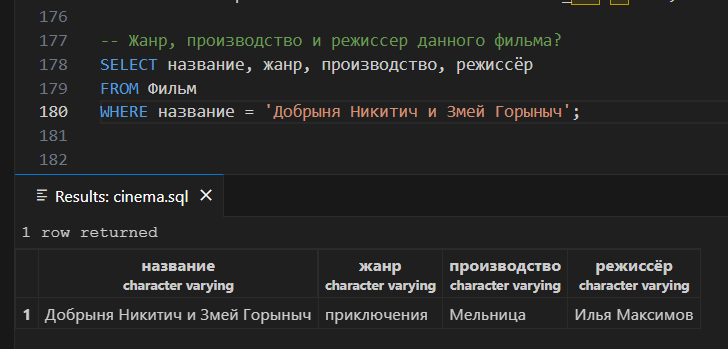 176
177 -- Жанр, производство и режиссер данного фильма?
178 SELECT название, жанр, производство, режиссёр
179 FROM Фильм
180 WHERE название = 'Добрыня Никитич и Змей Горыныч';
181
182
Results: cinema.sql ×
1 row returned
название жанр производство режиссёр
character varying character varying character varying character varying
1 Добрыня Никитич и Змей Горыныч приключения Мельница Илья Максимов